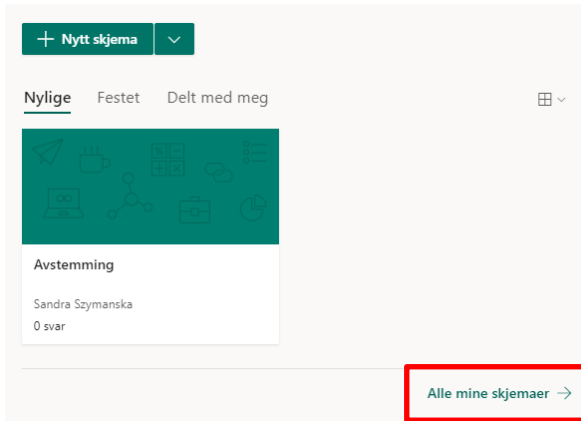 Nytt skjema
Nylige Festet Delt med meg
Avstemming
Sandra Szymanska
0 svar
Alle mine skjemaer